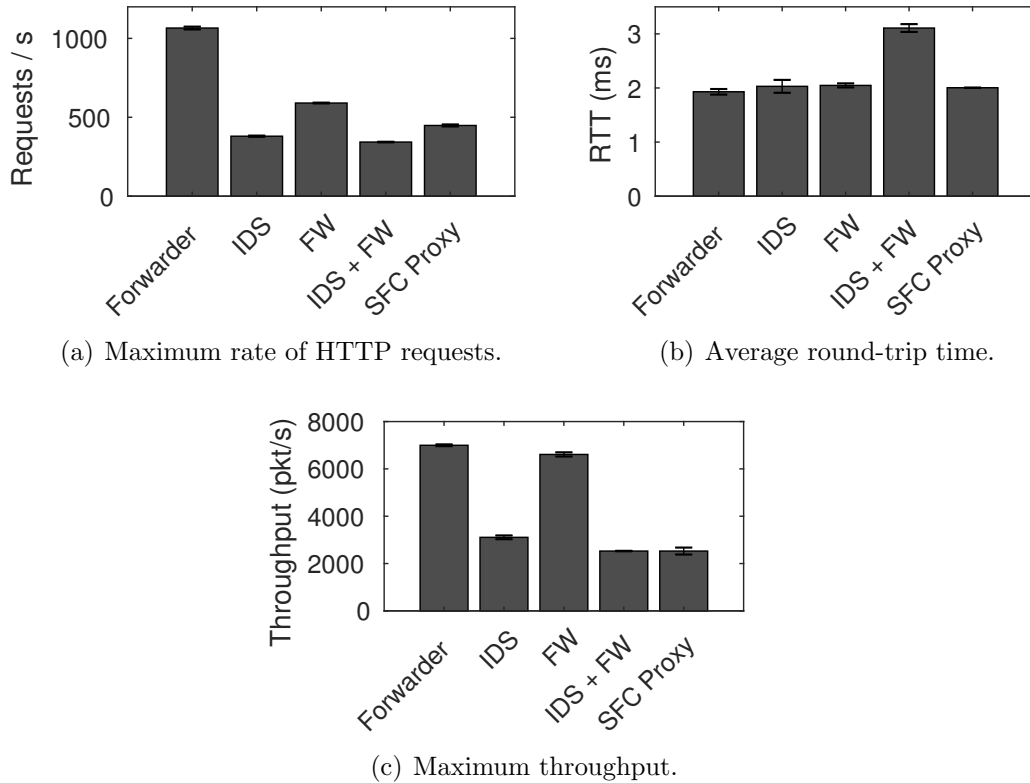 Requests / s
1000
500
0
Forwarder
IDS
FW
IDS + FW
SFC Proxy
(a) Maximum rate of HTTP requests.
RTT (ms)
3
2
1
0
Forwarder
IDS
FW
IDS + FW
SFC Proxy
(b) Average round-trip time.
Throughput (pkt/s)
8000
6000
4000
2000
0
Forwarder
IDS
FW
IDS + FW
SFC Proxy
(c) Maximum throughput.